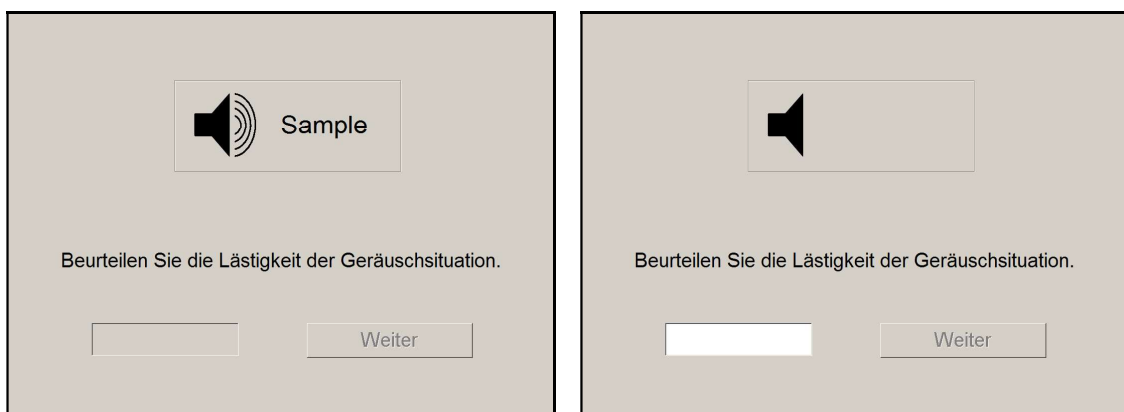 Sample
Beurteilen Sie die Lästigkeit der Geräuschsituation.
Weiter
Beurteilen Sie die Lästigkeit der Geräuschsituation.
Weiter